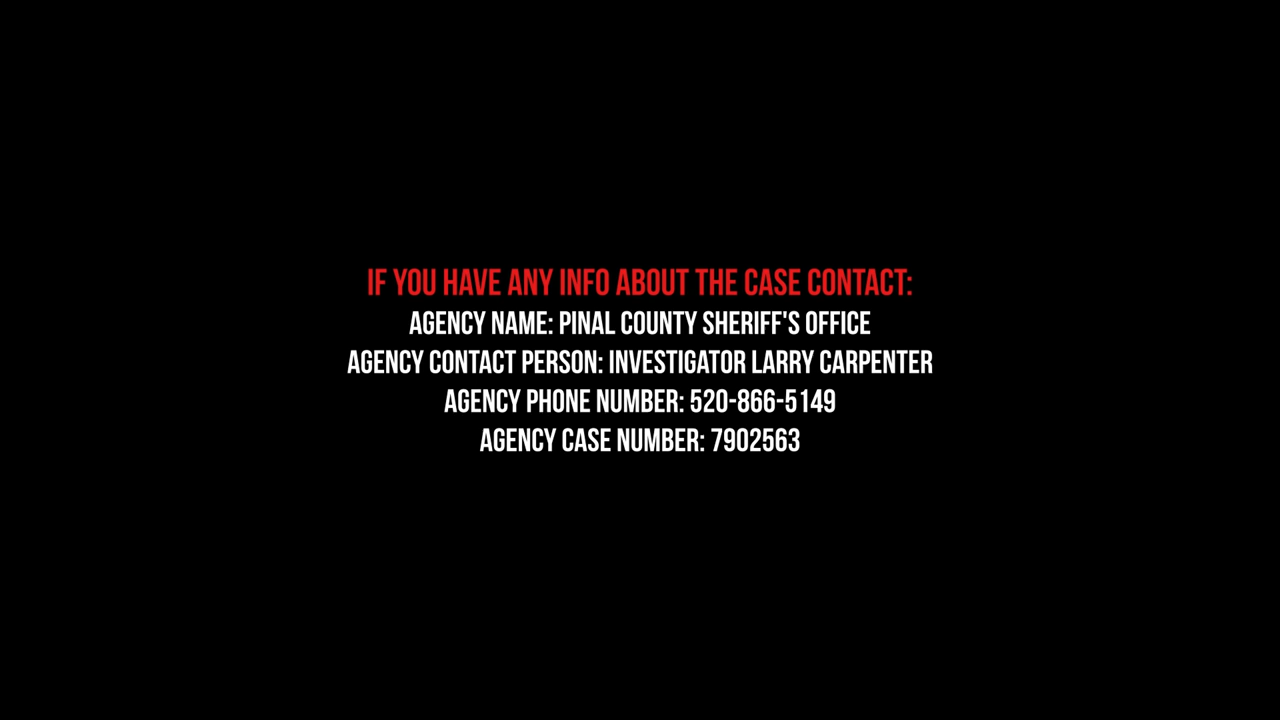 IF YOU HAVE ANY INFO ABOUT THE CASE CONTACT:
AGENCY NAME: PINAL COUNTY SHERIFF'S OFFICE
AGENCY CONTACT PERSON: INVESTIGATOR LARRY CARPENTER
AGENCY PHONE NUMBER: 520-866-5149
AGENCY CASE NUMBER: 7902563